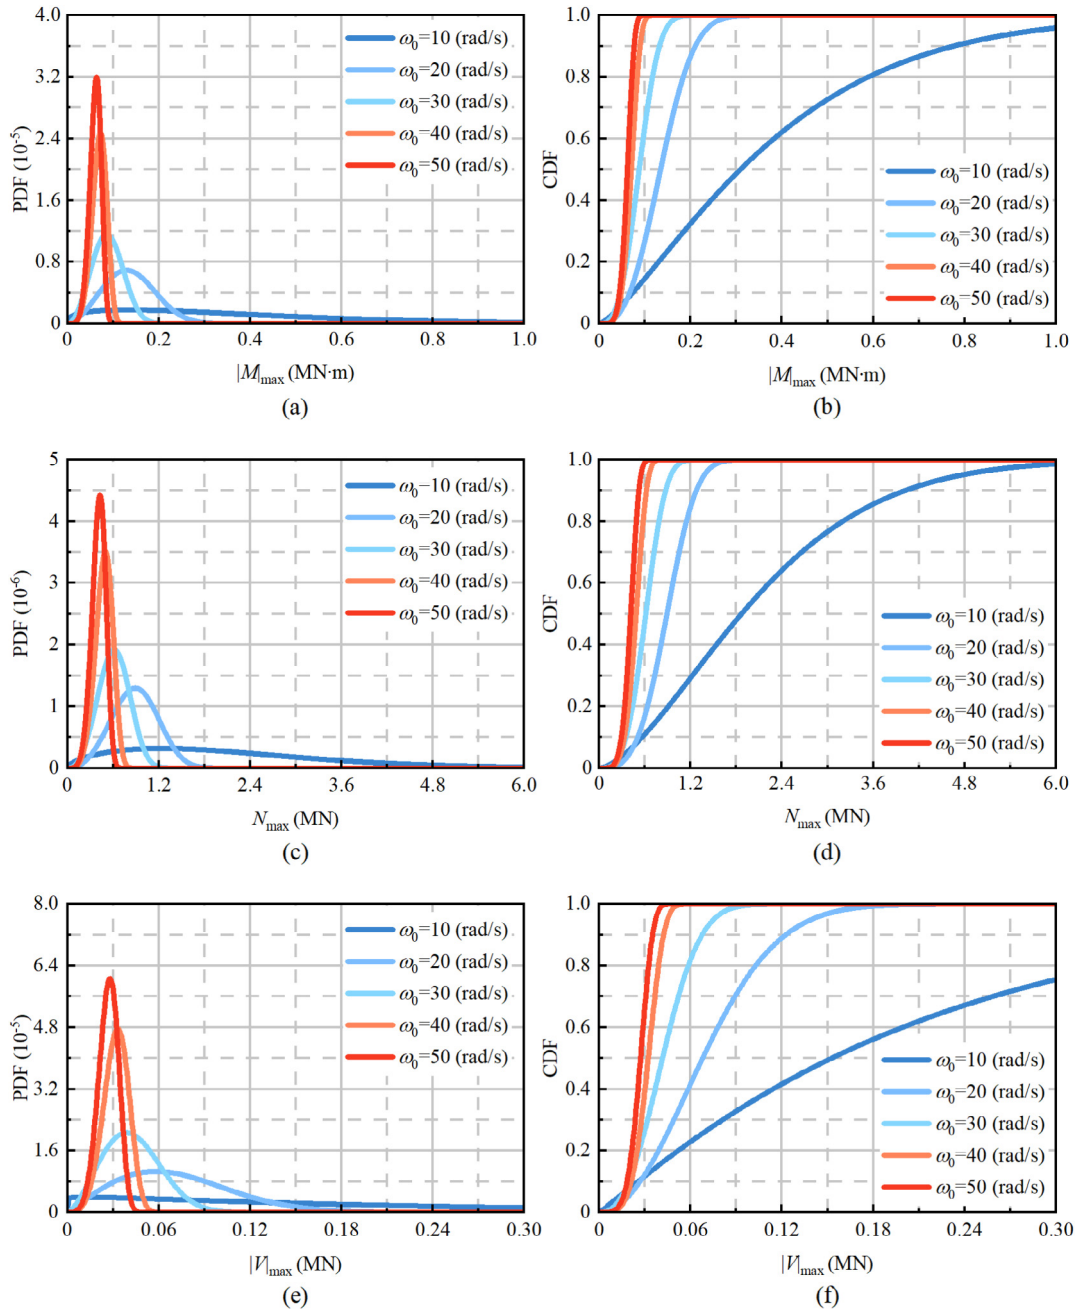 4.0
3.2
2.4
1.6
0.8
0
PDF (10⁻⁵)
ω₀=10 (rad/s)
ω₀=20 (rad/s)
ω₀=30 (rad/s)
ω₀=40 (rad/s)
ω₀=50 (rad/s)
0 0.2 0.4 0.6 0.8 1.0
|M|max (MN·m)
(a)
1.0
0.8
0.6
0.4
0.2
0
CDF
ω₀=10 (rad/s)
ω₀=20 (rad/s)
ω₀=30 (rad/s)
ω₀=40 (rad/s)
ω₀=50 (rad/s)
0 0.2 0.4 0.6 0.8 1.0
|M|max (MN·m)
(b)
5
4
3
2
1
0
PDF (10⁻⁶)
ω₀−10 (rad/s)
ω₀=20 (rad/s)
ω₀=30 (rad/s)
ω₀=40 (rad/s)
ω₀=50 (rad/s)
0 1.2 2.4 3.6 4.8 6.0
Nmax (MN)
(c)
1.0
0.8
0.6
0.4
0.2
0
CDF
ω₀=10 (rad/s)
ω₀=20 (rad/s)
ω₀=30 (rad/s)
ω₀=40 (rad/s)
ω₀=50 (rad/s)
0 1.2 2.4 3.6 4.8 6.0
Nmax (MN)
(d)
8.0
6.4
4.8
3.2
1.6
0
PDF (10⁻⁵)
ω₀=10 (rad/s)
ω₀=20 (rad/s)
ω₀=30 (rad/s)
ω₀=40 (rad/s)
ω₀=50 (rad/s)
0 0.06 0.12 0.18 0.24 0.30
|V|max (MN)
(e)
1.0
0.8
0.6
0.4
0.2
0
CDF
ω₀=10 (rad/s)
ω₀=20 (rad/s)
ω₀=30 (rad/s)
ω₀=40 (rad/s)
ω₀=50 (rad/s)
0 0.06 0.12 0.18 0.24 0.30
|V|max (MN)
(f)